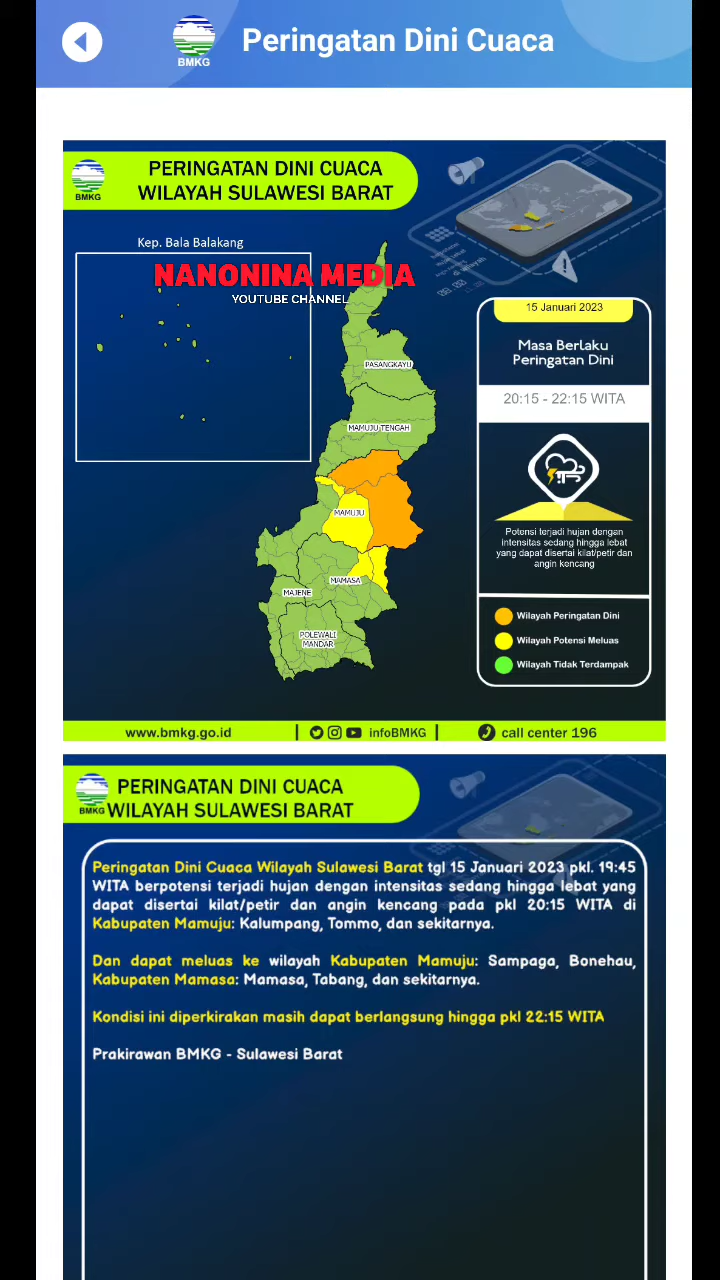 Peringatan Dini Cuaca
BMKG
PERINGATAN DINI CUACA
WILAYAH SULAWESI BARAT
BMKG
Kep. Bala Balakang
NANONINA MEDIA
YOUTUBE CHANNEL
15 Januari 2023
Masa Berlaku
Peringatan Dini
20:15 - 22:15 WITA
PASANGKAYU
MAMUJU TENGAH
MAMUJU
MAMASA
MAJENE
POLEWALI
MANDAR
Potensi terjadi hujan dengan
intensitas sedang hingga lebat
yang dapat disertai kilat/petir dan
angin kencang
Wilayah Peringatan Dini
Wilayah Potensi Meluas
Wilayah Tidak Terdampak
www.bmkg.go.id | infoBMKG | call center 196
PERINGATAN DINI CUACA
BMKG WILAYAH SULAWESI BARAT
Peringatan Dini Cuaca Wilayah Sulawesi Barat tgl 15 Januari 2023 pkl. 19:45
WITA berpotensi terjadi hujan dengan intensitas sedang hingga lebat yang
dapat disertai kilat/petir dan angin kencang pada pkl 20:15 WITA di
Kabupaten Mamuju: Kalumpang, Tommo, dan sekitarnya.
Dan dapat meluas ke wilayah Kabupaten Mamuju: Sampaga, Bonehau,
Kabupaten Mamasa: Mamasa, Tabang, dan sekitarnya.
Kondisi ini diperkirakan masih dapat berlangsung hingga pkl 22:15 WITA
Prakirawan BMKG - Sulawesi Barat